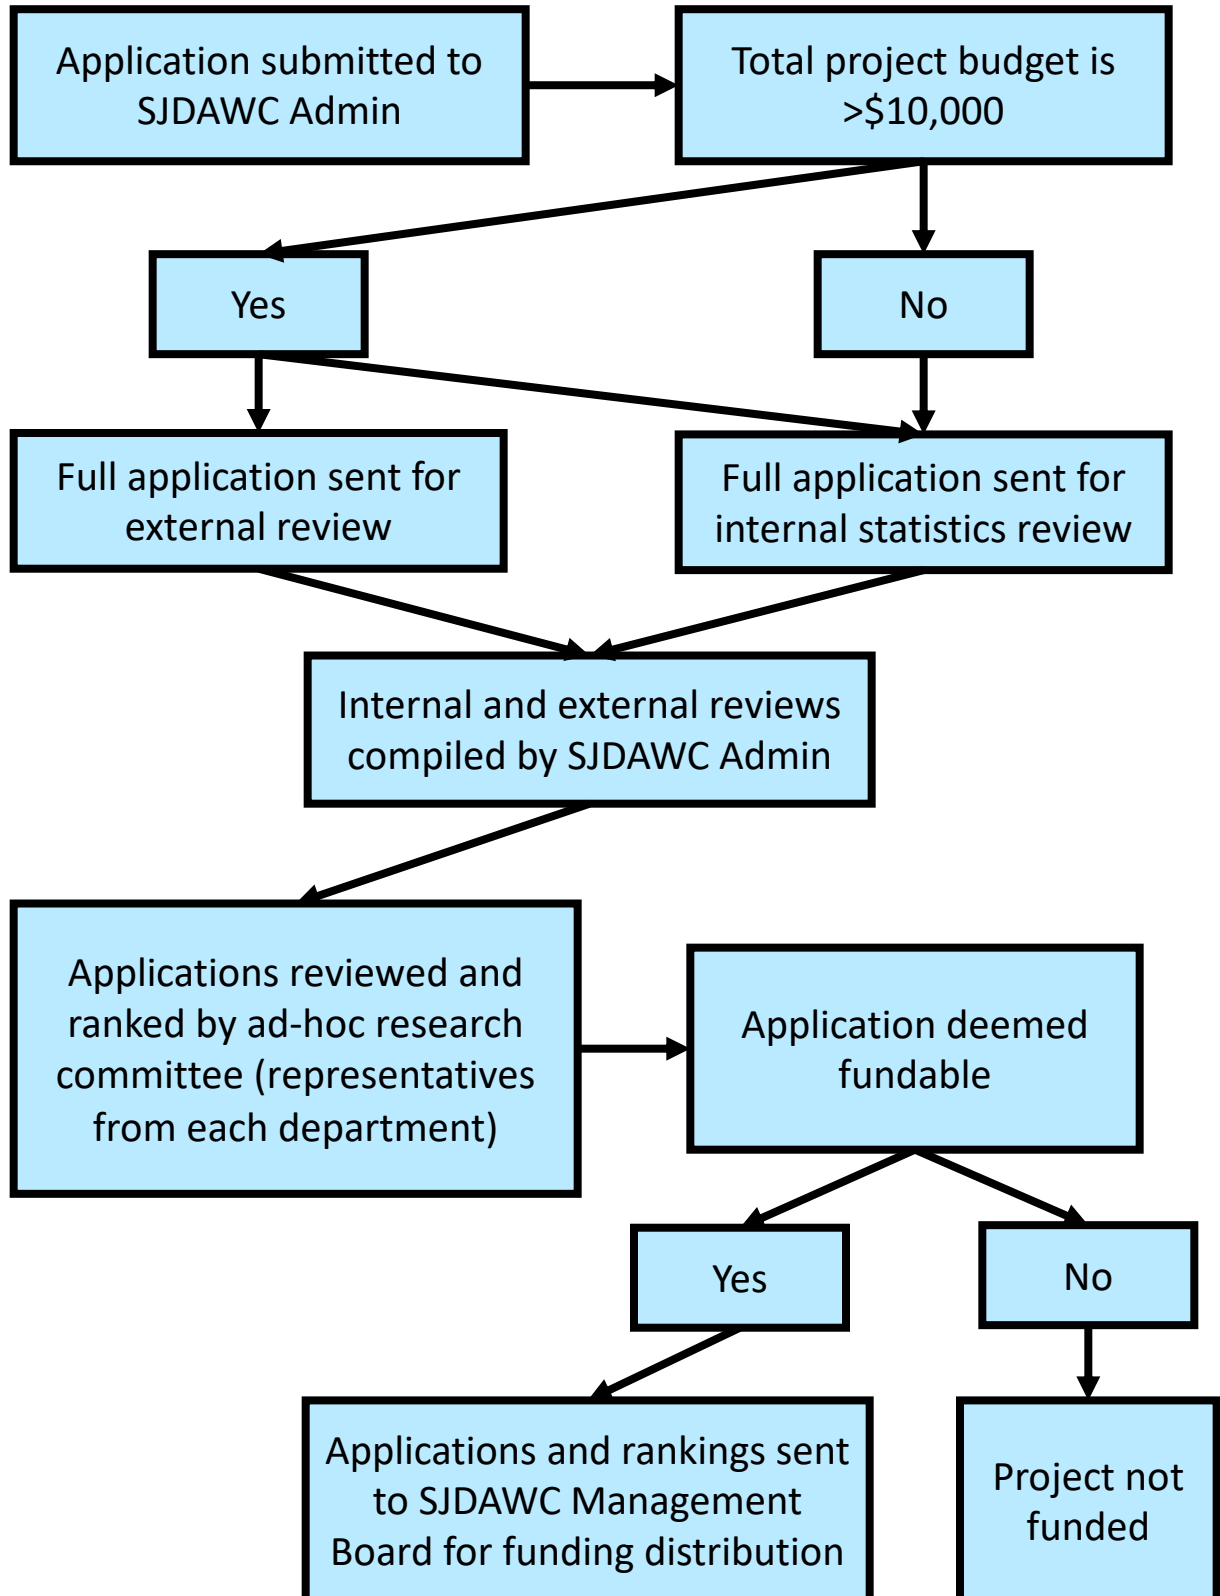 Application submitted to
SJDAWC Admin
Total project budget is
>$10,000
Yes
No
Full application sent for
external review
Full application sent for
internal statistics review
Internal and external reviews
compiled by SJDAWC Admin
Applications reviewed and
ranked by ad-hoc research
committee (representatives
from each department)
Application deemed
fundable
Yes
No
Applications and rankings sent
to SJDAWC Management
Board for funding distribution
Project not
funded